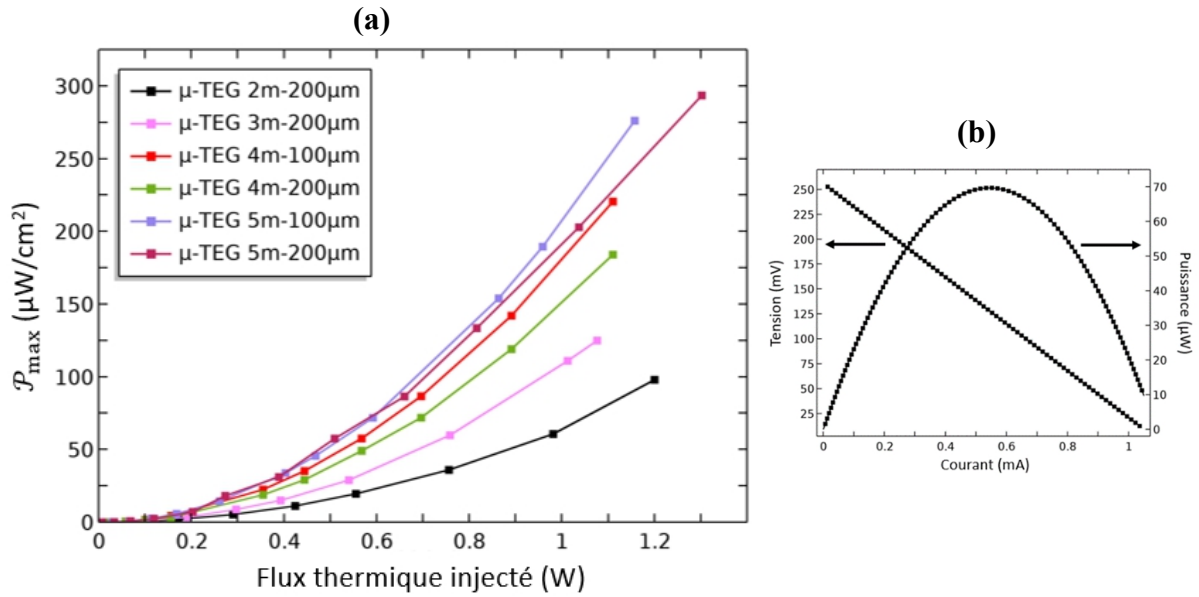 (a)
300
250
200
150
100
50
0
𝒫max (µW/cm²)
µ-TEG 2m-200µm
µ-TEG 3m-200µm
µ-TEG 4m-100µm
µ-TEG 4m-200µm
µ-TEG 5m-100µm
µ-TEG 5m-200µm
0 0.2 0.4 0.6 0.8 1 1.2
Flux thermique injecté (W)
(b)
250
225
200
175
150
125
100
75
50
25
Tension (mV)
70
60
50
40
30
20
10
0
Puissance (µW)
0 0.2 0.4 0.6 0.8 1
Courant (mA)